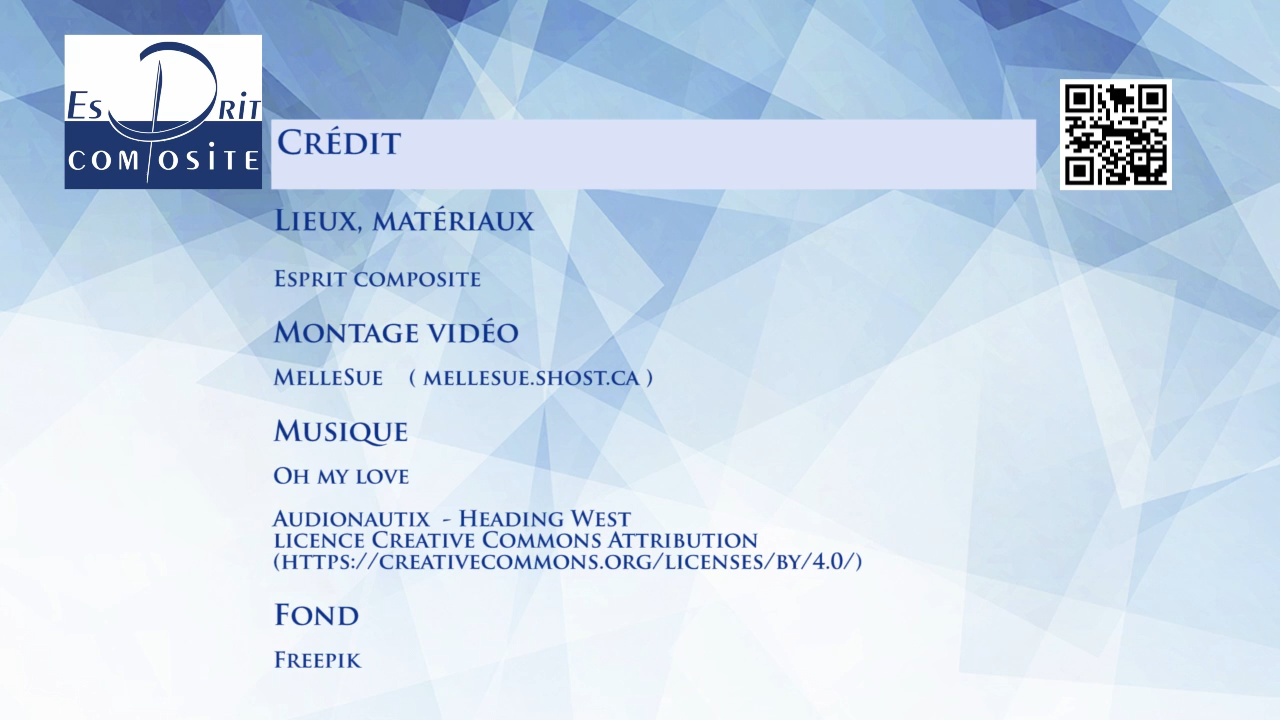 Esprit
composite
Crédit
Lieux, matériaux
Esprit composite
Montage vidéo
MelleSue ( mellesue.shost.ca )
Musique
Oh my love
Audionautix - Heading West
licence Creative Commons Attribution
(https://creativecommons.org/licenses/by/4.0/)
Fond
Freepik